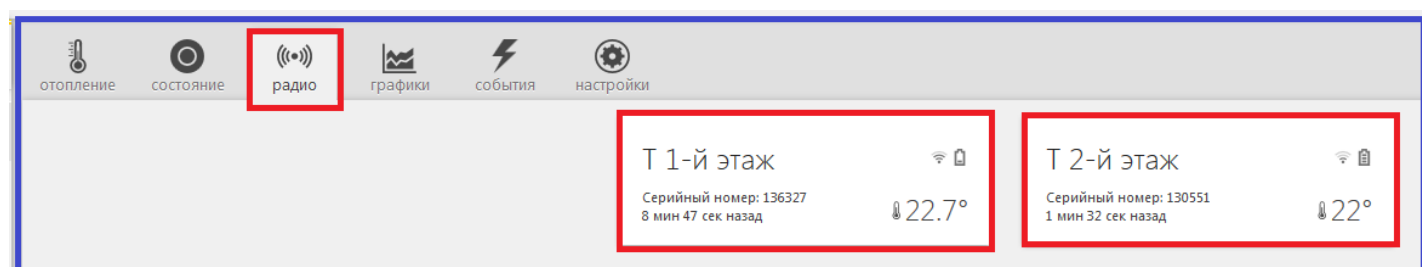 отопление состояние радио графики события настройки
Т 1-й этаж
Серийный номер: 136327
8 мин 47 сек назад
22.7°
Т 2-й этаж
Серийный номер: 130551
1 мин 32 сек назад
22°